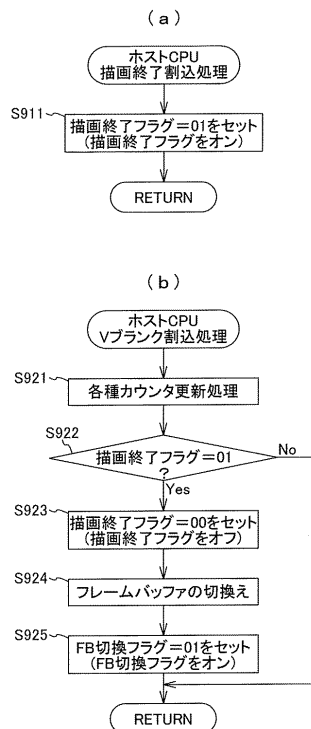 (a)
ホストCPU
描画終了割込処理
S911
描画終了フラグ=01をセット
(描画終了フラグをオン)
RETURN
(b)
ホストCPU
Vブランク割込処理
S921
各種カウンタ更新処理
S922
描画終了フラグ=01
?
No
Yes
S923
描画終了フラグ=00をセット
(描画終了フラグをオフ)
S924
フレームバッファの切換え
S925
FB切換フラグ=01をセット
(FB切換フラグをオン)
RETURN